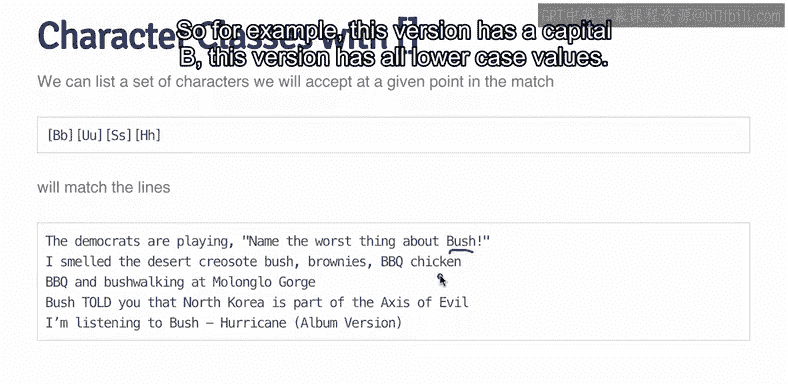 So for example, this version has a capital
B, this version has all lower case values.
Character Classes with []
We can list a set of characters we will accept at a given point in the match
[Bb][Uu][Ss][Hh]
will match the lines
The democrats are playing, "Name the worst thing about Bush!"
I smelled the desert creosote bush, brownies, BBQ chicken
BBQ and bushwalking at Molonglo Gorge
Bush TOLD you that North Korea is part of the Axis of Evil
I’m listening to Bush – Hurricane (Album Version)